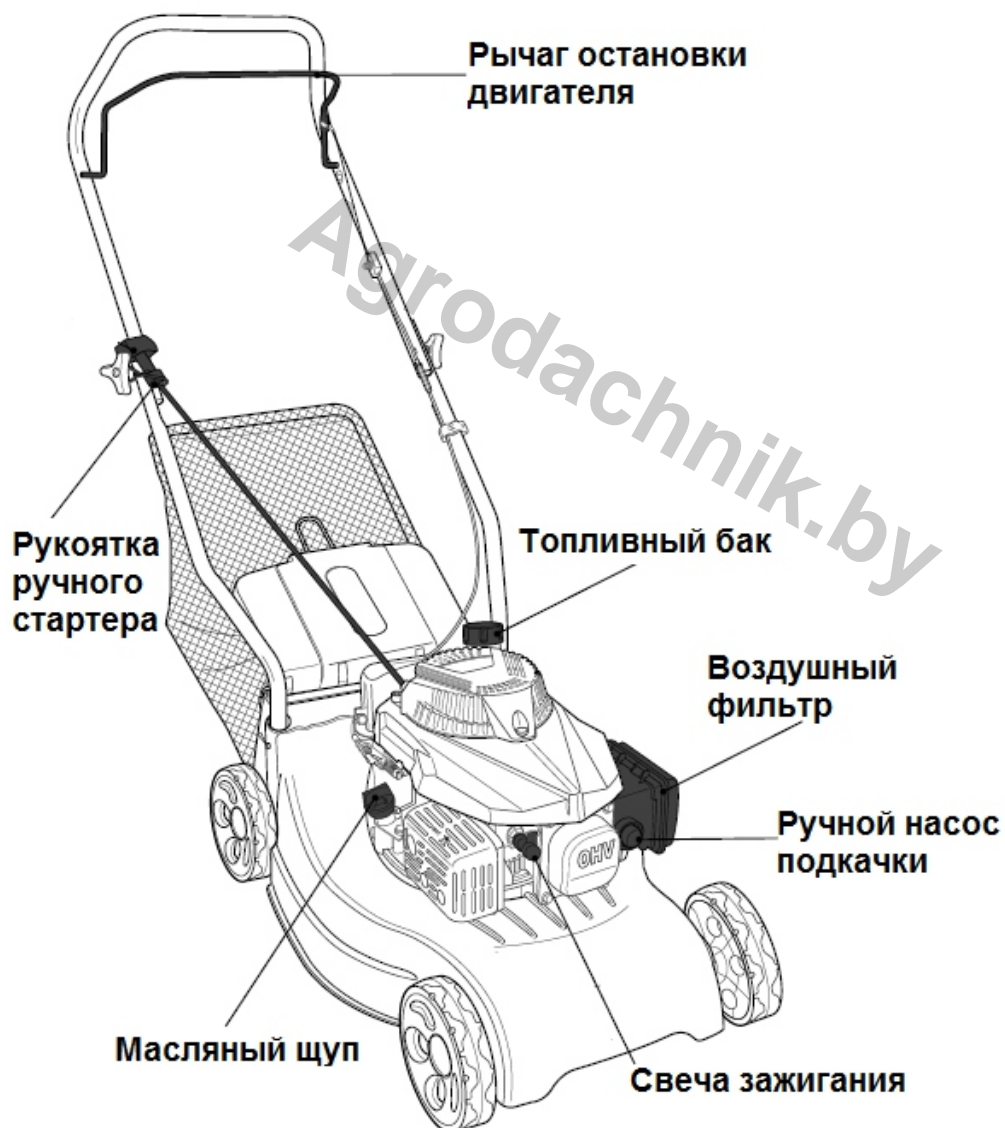 Рычаг остановки
двигателя
Agrodachnik.by
Рукоятка
ручного
стартера
Топливный бак
Воздушный
фильтр
Ручной насос
подкачки
OHV
Масляный щуп
Свеча зажигания